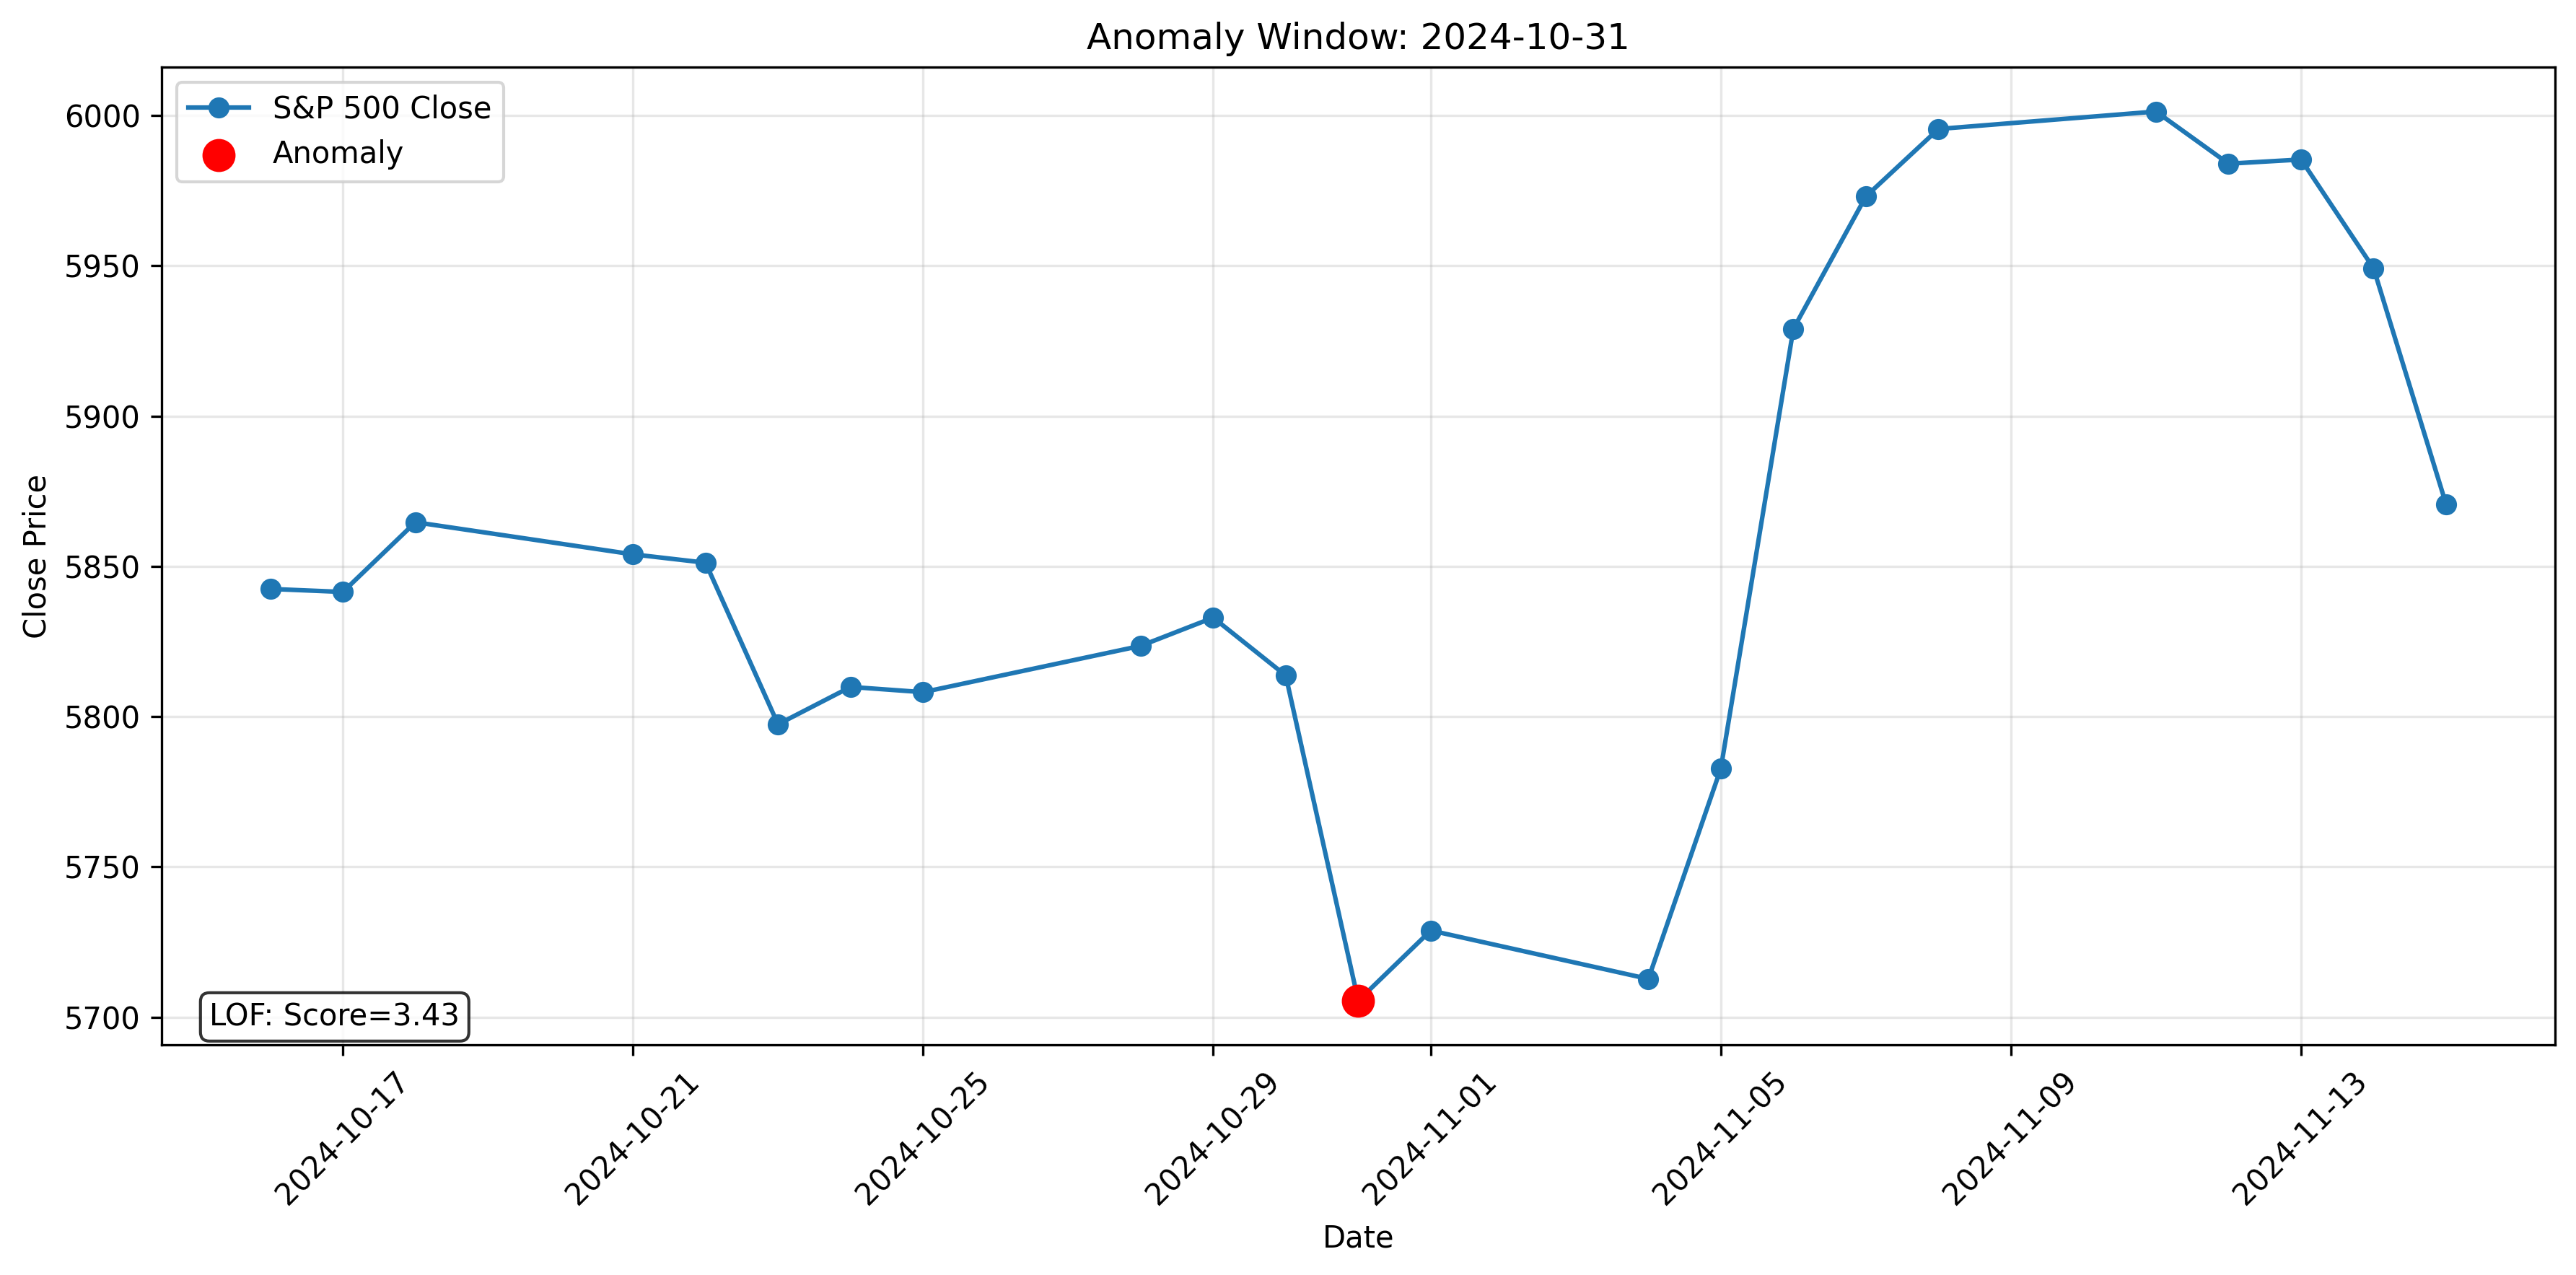 Anomaly Window: 2024-10-31
S&P 500 Close
Anomaly
6000
5950
5900
5850
5800
5750
5700
Close Price
LOF: Score=3.43
2024-10-17
2024-10-21
2024-10-25
2024-10-29
2024-11-01
2024-11-05
2024-11-09
2024-11-13
Date